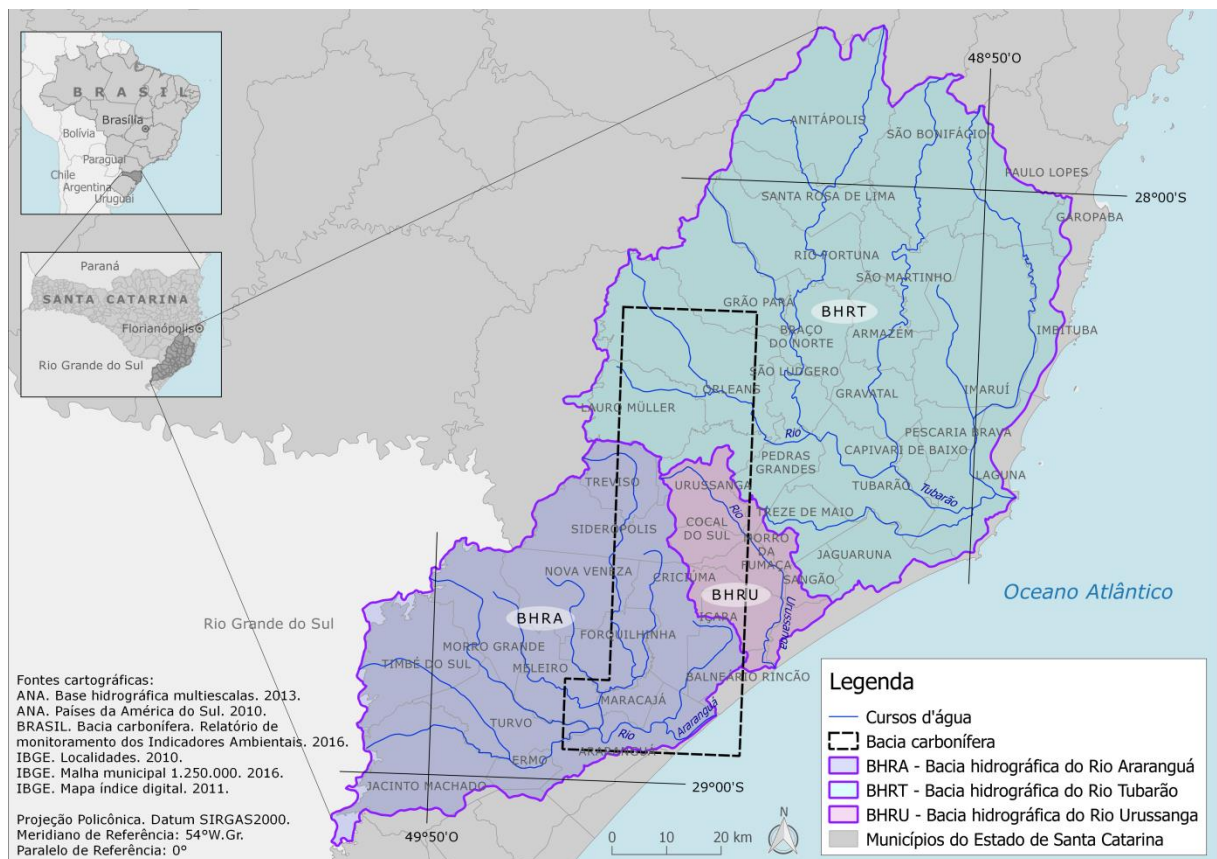 BRASIL
Brasília
Bolívia
Paraguai
Chile
Argentina
Uruguai
Paraná
SANTA CATARINA
Florianópolis
Rio Grande do Sul
48°50'O
ANITÁPOLIS
SÃO BONIFÁCIO
PAULO LOPES
28°00'S
SANTA ROSA DE LIMA
GAROPABA
RIO FORTUNA
SÃO MARTINHO
GRÃO PARÁ
BHRT
BRAÇO
DO NORTE
ARMAZÉM
IMBITUBA
SÃO LUDGERO
ORLEANS
GRAVATAL
IMARUÍ
LAURO MÜLLER
Rio
PESCARIA BRAVA
PEDRAS
GRANDES
CAPIVARI DE BAIXO
LAGUNA
TREVISO
URUSSANGA
TUBARÃO
Tubarão
Rio
TREZE DE MAIO
SIDERÓPOLIS
COCAL
DO SUL
MORRO
DA
FUMAÇA
JAGUARUNA
NOVA VENEZA
CRICIÚMA
SANGÃO
Oceano Atlântico
BHRU
Urussanga
BHRA
IÇARA
Rio Grande do Sul
FORQUILHINHA
MORRO GRANDE
TIMBÉ DO SUL
MELEIRO
BALNEÁRIO RINCÃO
MARACAJÁ
TURVO
Rio
Araranguá
ARARANGUÁ
ERMO
JACINTO MACHADO
29°00'S
49°50'O
Fontes cartográficas:
ANA. Base hidrográfica multiescalas. 2013.
ANA. Países da América do Sul. 2010.
BRASIL. Bacia carbonífera. Relatório de
monitoramento dos Indicadores Ambientais. 2016.
IBGE. Localidades. 2010.
IBGE. Malha municipal 1.250.000. 2016.
IBGE. Mapa índice digital. 2011.
Projeção Policônica. Datum SIRGAS2000.
Meridiano de Referência: 54°W.Gr.
Paralelo de Referência: 0°
10 0 10 20 km
N
Legenda
Cursos d'água
Bacia carbonífera
BHRA - Bacia hidrográfica do Rio Araranguá
BHRT - Bacia hidrográfica do Rio Tubarão
BHRU - Bacia hidrográfica do Rio Urussanga
Municípios do Estado de Santa Catarina